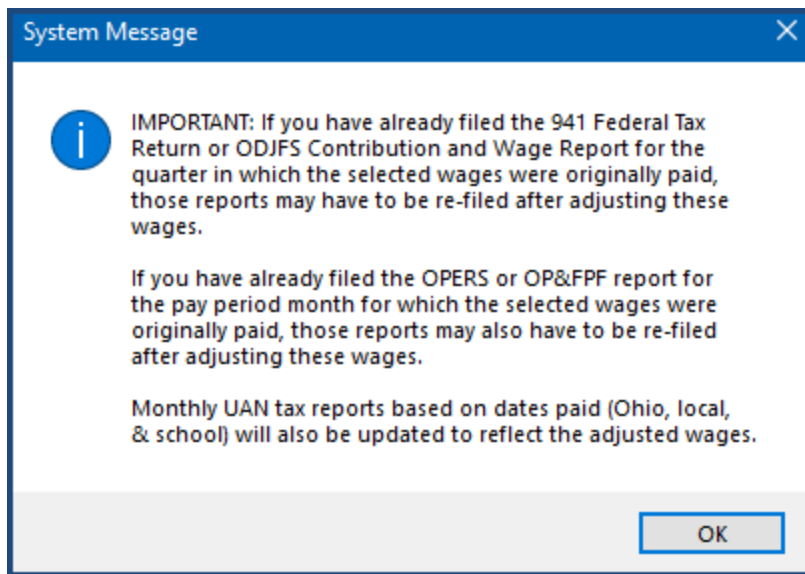 System Message
IMPORTANT: If you have already filed the 941 Federal Tax
Return or ODJFS Contribution and Wage Report for the
quarter in which the selected wages were originally paid,
those reports may have to be re-filed after adjusting these
wages.
If you have already filed the OPERS or OP&FPF report for
the pay period month for which the selected wages were
originally paid, those reports may also have to be re-filed
after adjusting these wages.
Monthly UAN tax reports based on dates paid (Ohio, local,
& school) will also be updated to reflect the adjusted wages.
OK